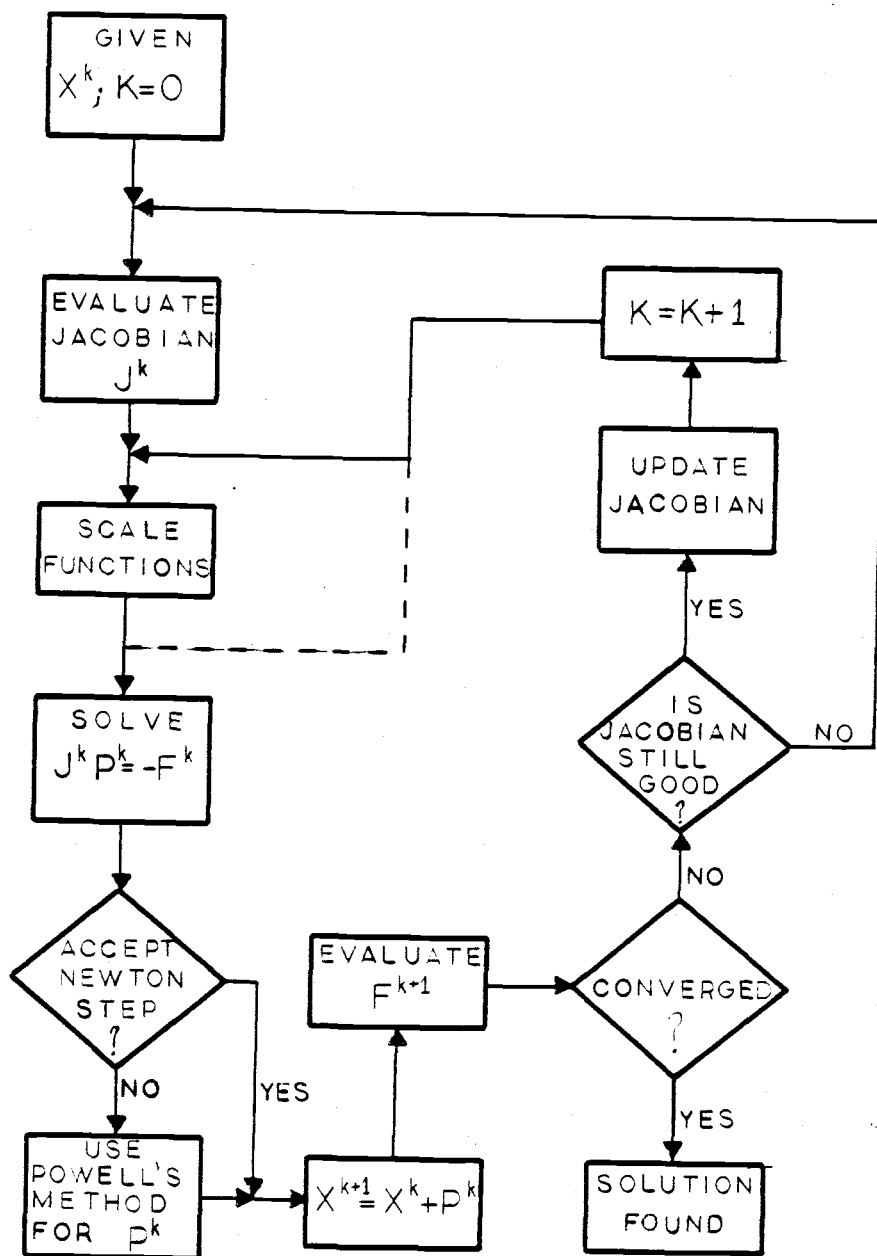 GIVEN
X^k; K=0
EVALUATE
JACOBIAN
J^k
SCALE
FUNCTIONS
SOLVE
J^k P^k=-F^k
ACCEPT
NEWTON
STEP
?
NO
YES
USE
POWELL'S
METHOD
FOR P^k
X^k+1=X^k+P^k
EVALUATE
F^k+1
CONVERGED
?
YES
SOLUTION
FOUND
NO
IS
JACOBIAN
STILL
GOOD
?
NO
YES
UPDATE
JACOBIAN
K=K+1